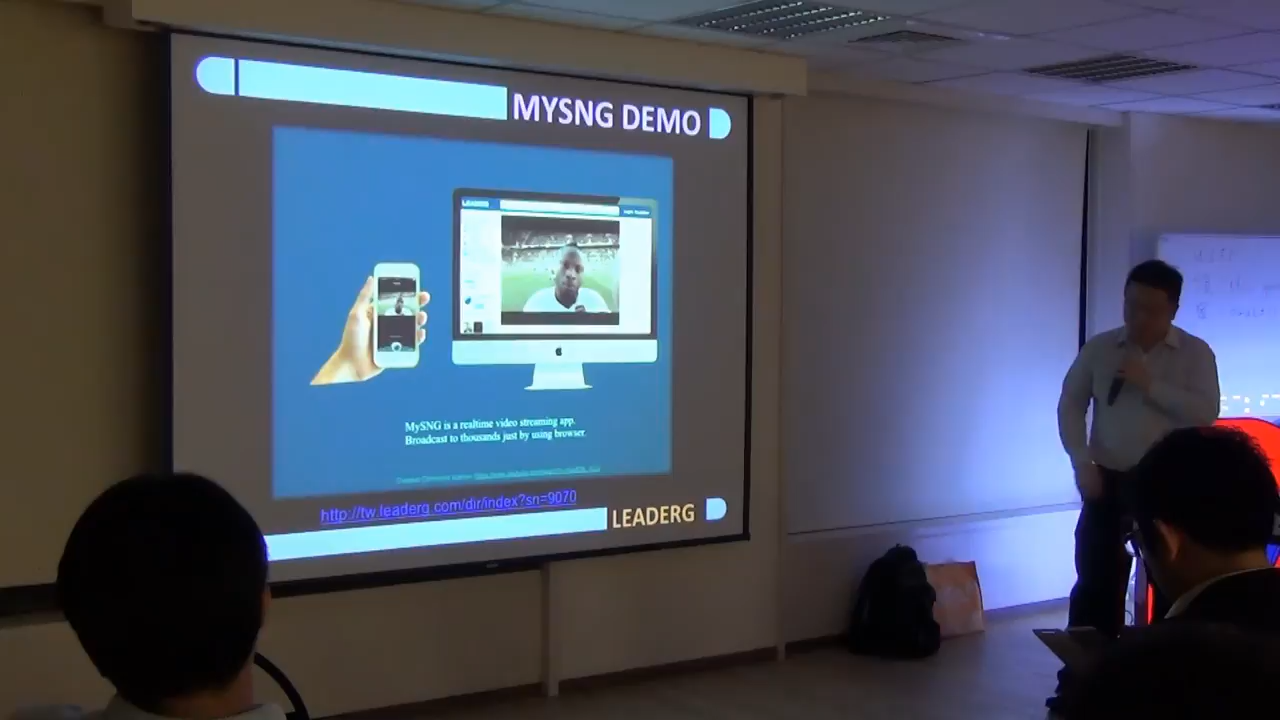 MYSNG DEMO
LEADERG
MySNG is a realtime video streaming app.
Broadcast to thousands just by using browser.
http://tw.leaderg.com/dir/index?sn=9070
LEADERG